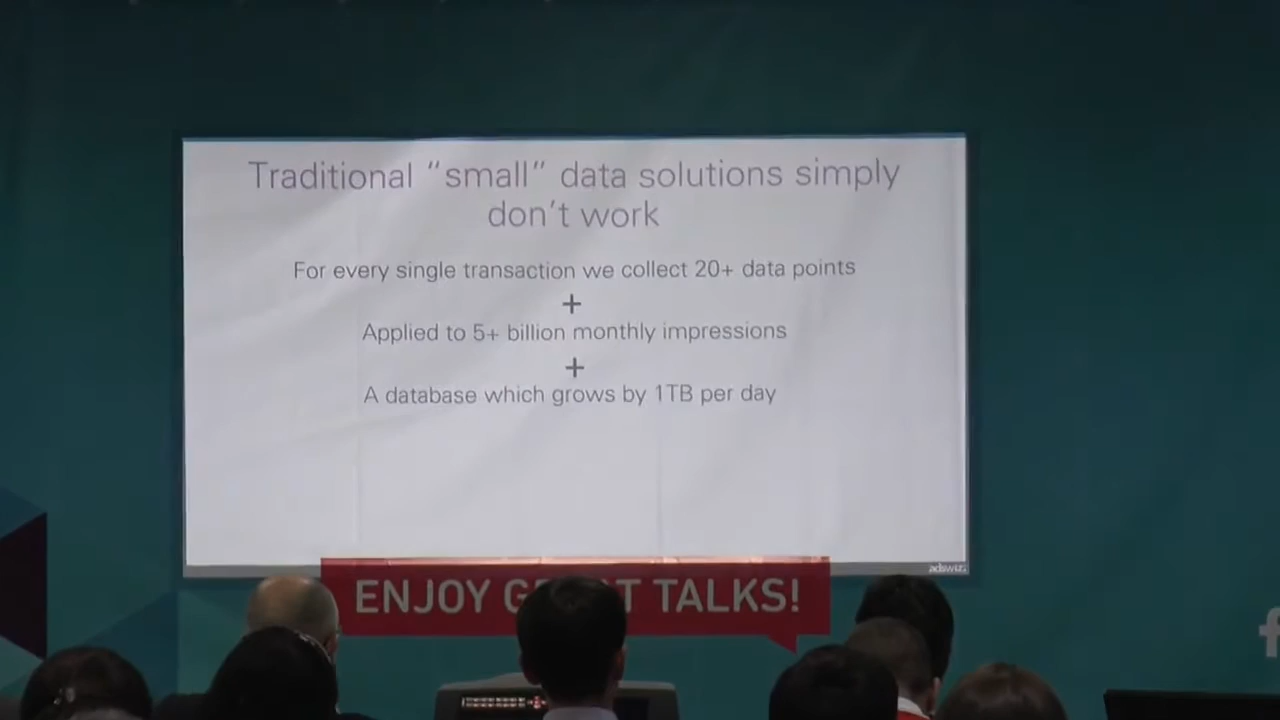 Traditional “small” data solutions simply
don’t work
For every single transaction we collect 20+ data points
+
Applied to 5+ billion monthly impressions
+
A database which grows by 1TB per day
adswizz
ENJOY TALKS!
f